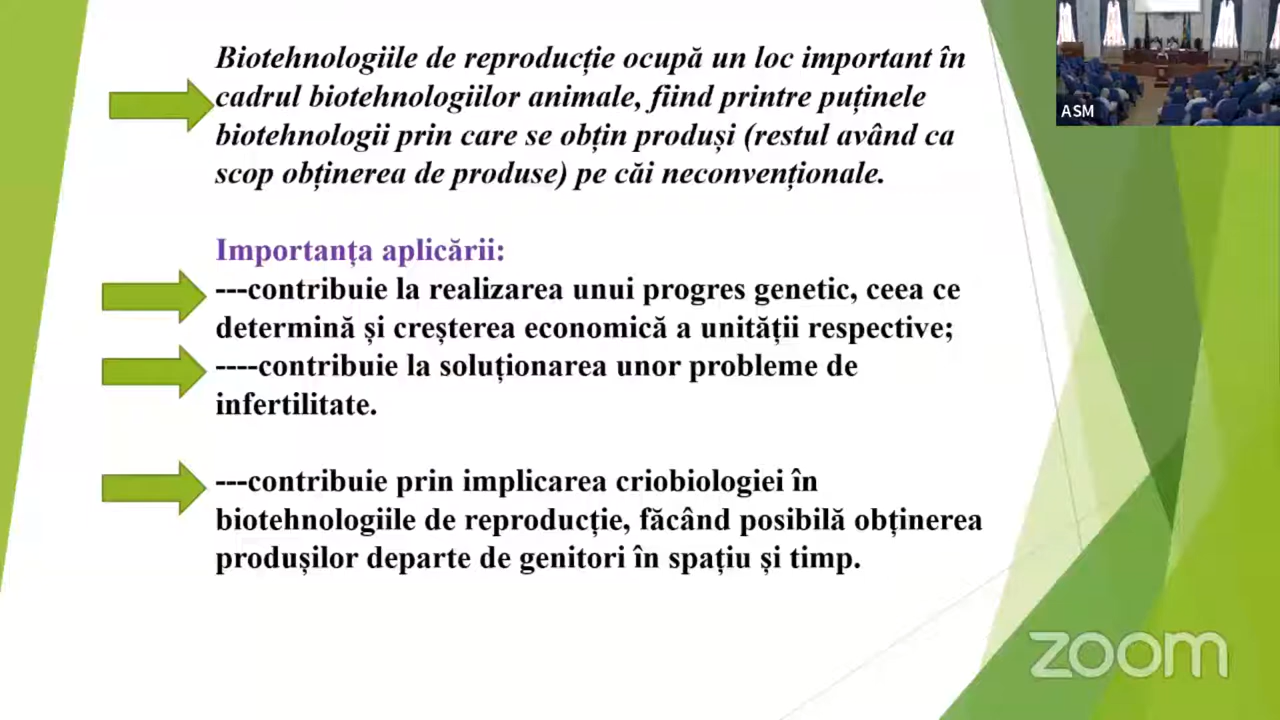 Biotehnologiile de reproducție ocupă un loc important în
cadrul biotehnologiilor animale, fiind printre puținele
biotehnologii prin care se obțin produși (restul având ca
scop obținerea de produse) pe căi neconvenționale.
Importanța aplicării:
---contribuie la realizarea unui progres genetic, ceea ce
determină și creșterea economică a unității respective;
----contribuie la soluționarea unor probleme de
infertilitate.
---contribuie prin implicarea criobiologiei în
biotehnologiile de reproducție, făcând posibilă obținerea
produșilor departe de genitori în spațiu și timp.
ASM
zoom